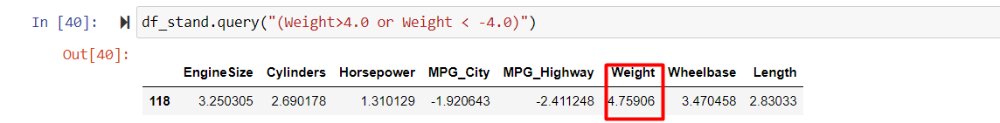 In [40]: df_stand.query("(Weight>4.0 or Weight < -4.0)")
Out[40]:
EngineSize Cylinders Horsepower MPG_City MPG_Highway Weight Wheelbase Length
118 3.250305 2.690178 1.310129 -1.920643 -2.411248 4.75906 3.470458 2.83033